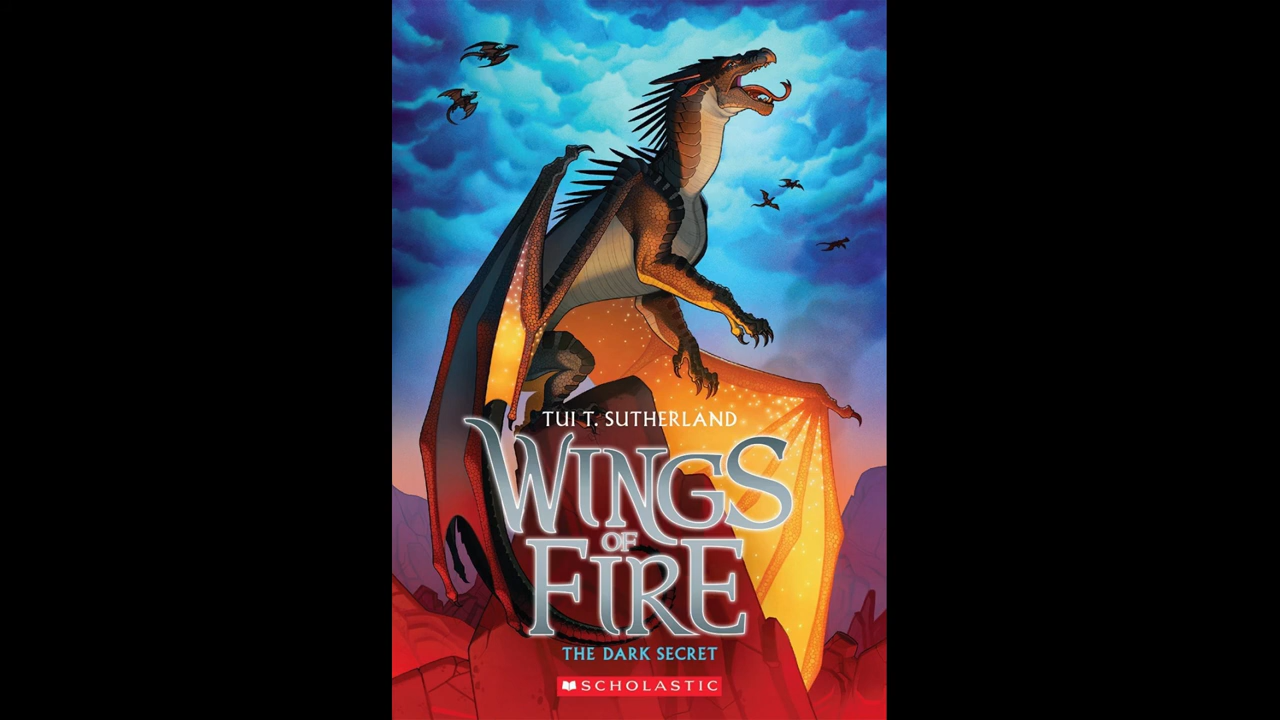 TUI T. SUTHERLAND
WINGS
OF
FIRE
THE DARK SECRET
SCHOLASTIC